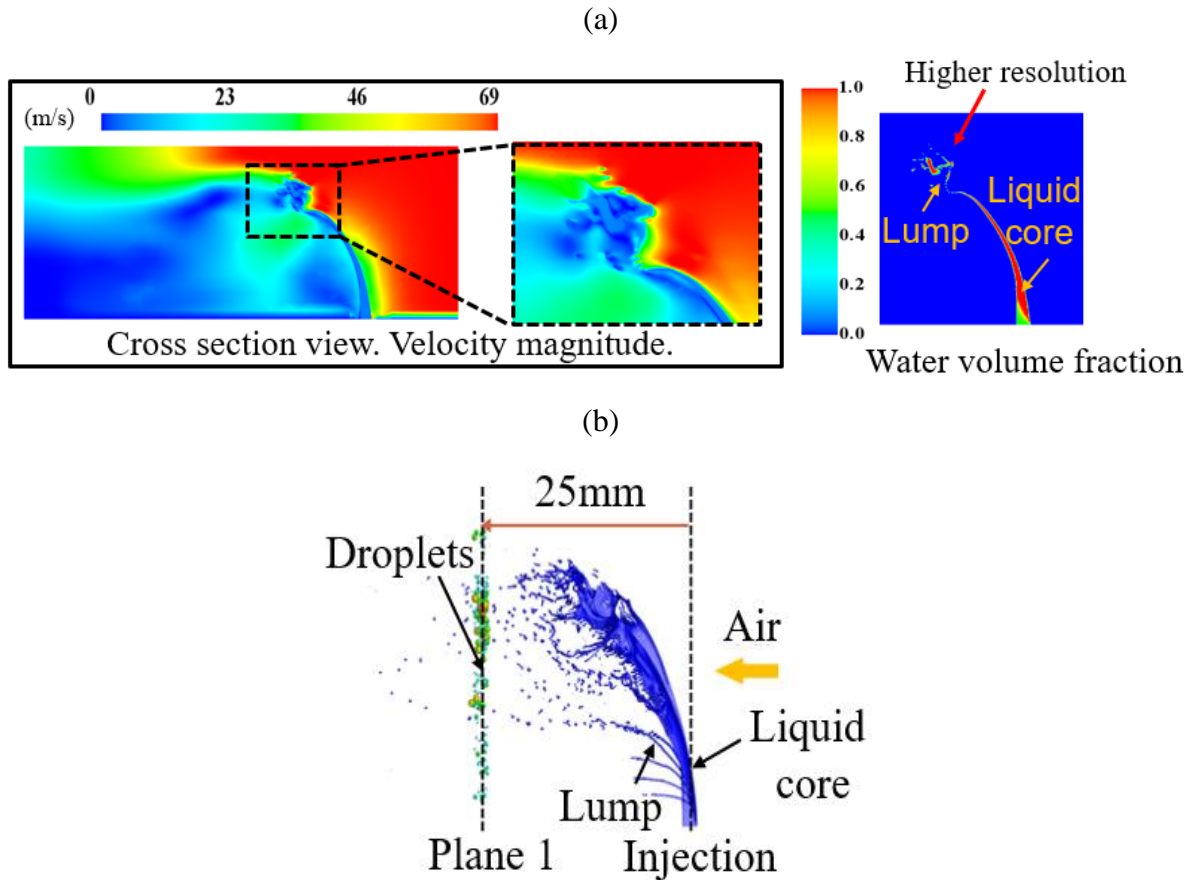 (a)
0 23 46 69
(m/s)
Cross section view. Velocity magnitude.
1.0
0.8
0.6
0.4
0.2
0.0
Higher resolution
Lump
Liquid
core
Water volume fraction
(b)
25mm
Droplets
Air
Liquid
core
Lump
Plane 1
Injection